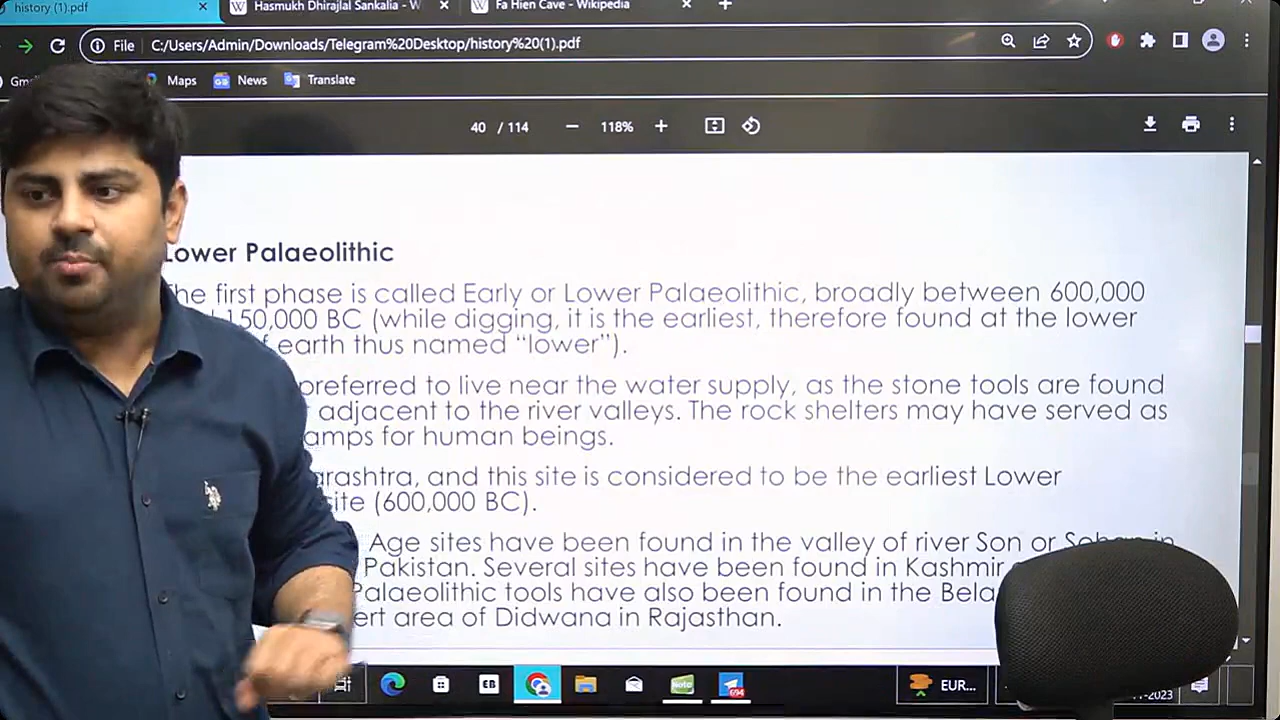 history (1).pdf
Hasmukh Dhirajlal Sankalia - W
Fa Hien Cave - Wikipedia
File C:/Users/Admin/Downloads/Telegram%20Desktop/history%20(1).pdf
Maps News Translate
40 / 114 118%
Lower Palaeolithic
The first phase is called Early or Lower Palaeolithic, broadly between 600,000
150,000 BC (while digging, it is the earliest, therefore found at the lower
earth thus named “lower”).
preferred to live near the water supply, as the stone tools are found
adjacent to the river valleys. The rock shelters may have served as
for human beings.
and this site is considered to be the earliest Lower
(600,000 BC).
Age sites have been found in the valley of river Son or
Pakistan. Several sites have been found in Kashmir
Palaeolithic tools have also been found in the
area of Didwana in Rajasthan.
EB
Note
694
EUR...
2023